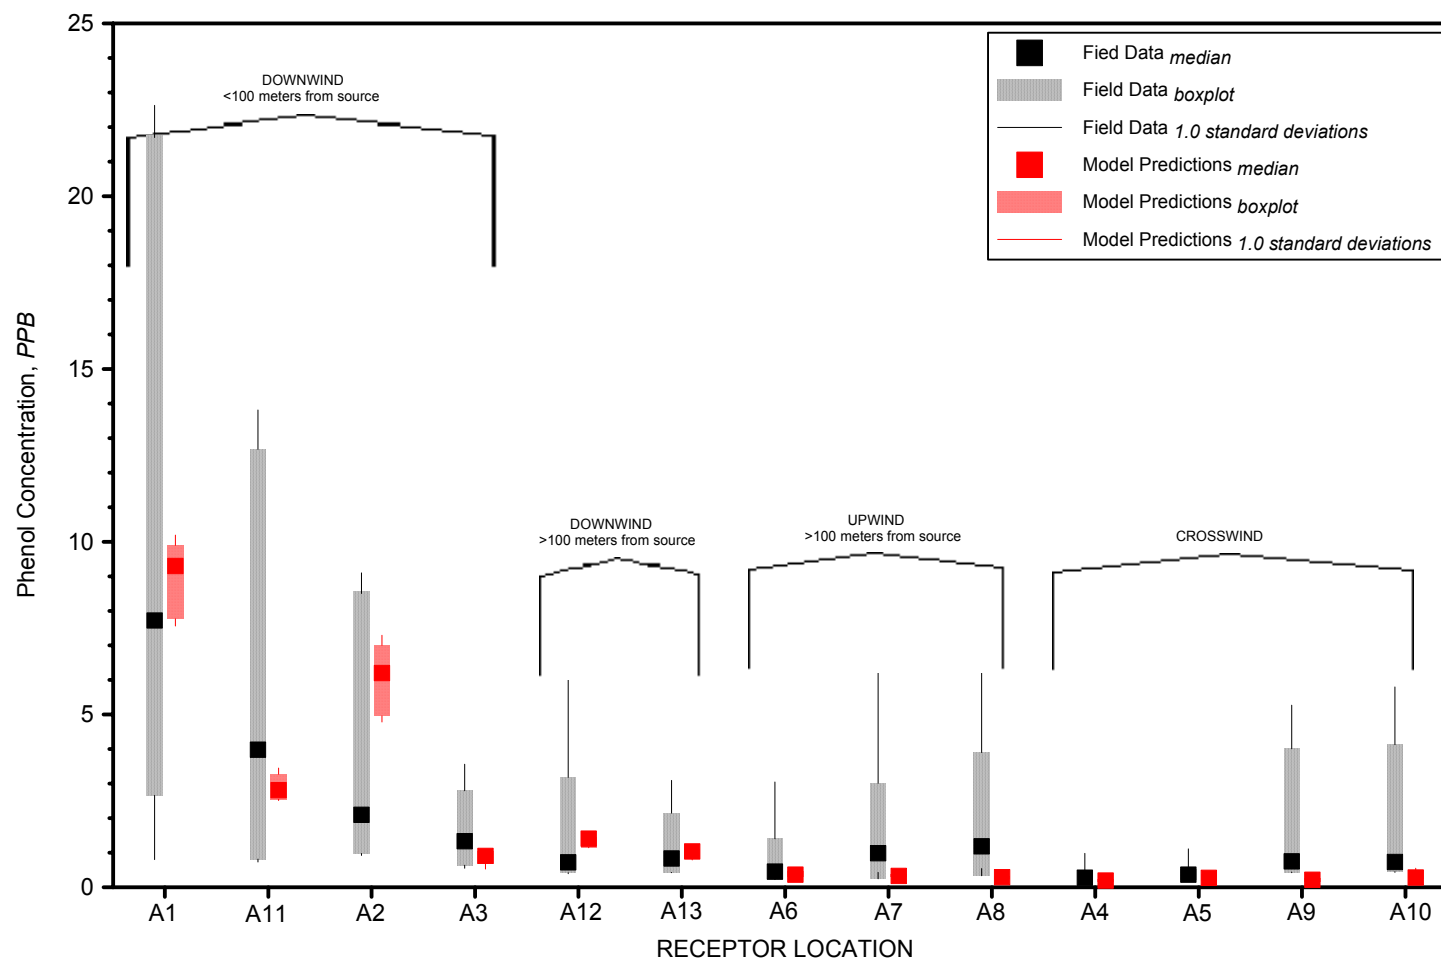 25
20
15
10
5
0
Phenol Concentration, PPB
DOWNWIND
<100 meters from source
Fied Data median
Field Data boxplot
Field Data 1.0 standard deviations
Model Predictions median
Model Predictions boxplot
Model Predictions 1.0 standard deviations
DOWNWIND
>100 meters from source
UPWIND
>100 meters from source
CROSSWIND
A1 A11 A2 A3 A12 A13 A6 A7 A8 A4 A5 A9 A10
RECEPTOR LOCATION